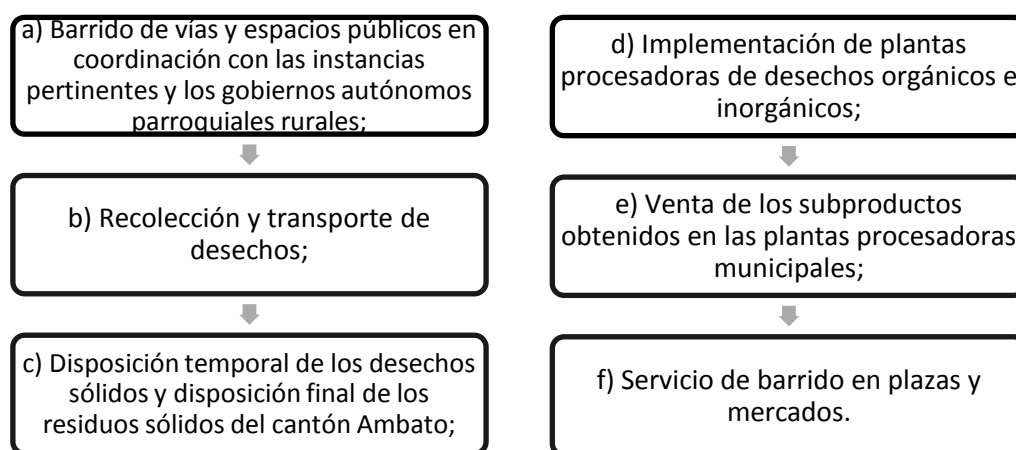 a) Barrido de vías y espacios públicos en
coordinación con las instancias
pertinentes y los gobiernos autónomos
parroquiales rurales;
b) Recolección y transporte de
desechos;
c) Disposición temporal de los desechos
sólidos y disposición final de los
residuos sólidos del cantón Ambato;
d) Implementación de plantas
procesadoras de desechos orgánicos e
inorgánicos;
e) Venta de los subproductos
obtenidos en las plantas procesadoras
municipales;
f) Servicio de barrido en plazas y
mercados.